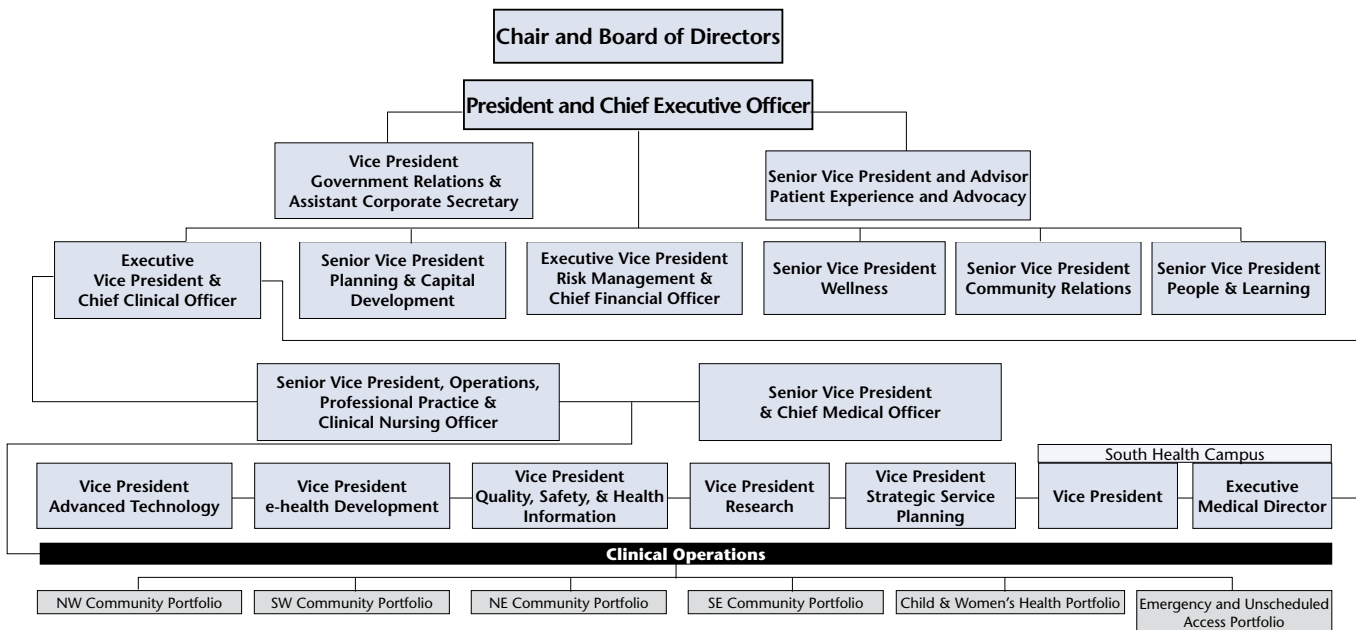 Chair and Board of Directors
President and Chief Executive Officer
Vice President
Government Relations &
Assistant Corporate Secretary
Senior Vice President and Advisor
Patient Experience and Advocacy
Executive
Vice President &
Chief Clinical Officer
Senior Vice President
Planning & Capital
Development
Executive Vice President
Risk Management &
Chief Financial Officer
Senior Vice President
Wellness
Senior Vice President
Community Relations
Senior Vice President
People & Learning
Senior Vice President, Operations,
Professional Practice &
Clinical Nursing Officer
Senior Vice President
& Chief Medical Officer
South Health Campus
Vice President
Advanced Technology
Vice President
e-health Development
Vice President
Quality, Safety, & Health
Information
Vice President
Research
Vice President
Strategic Service
Planning
Vice President
Executive
Medical Director
Clinical Operations
NW Community Portfolio
SW Community Portfolio
NE Community Portfolio
SE Community Portfolio
Child & Women's Health Portfolio
Emergency and Unscheduled
Access Portfolio